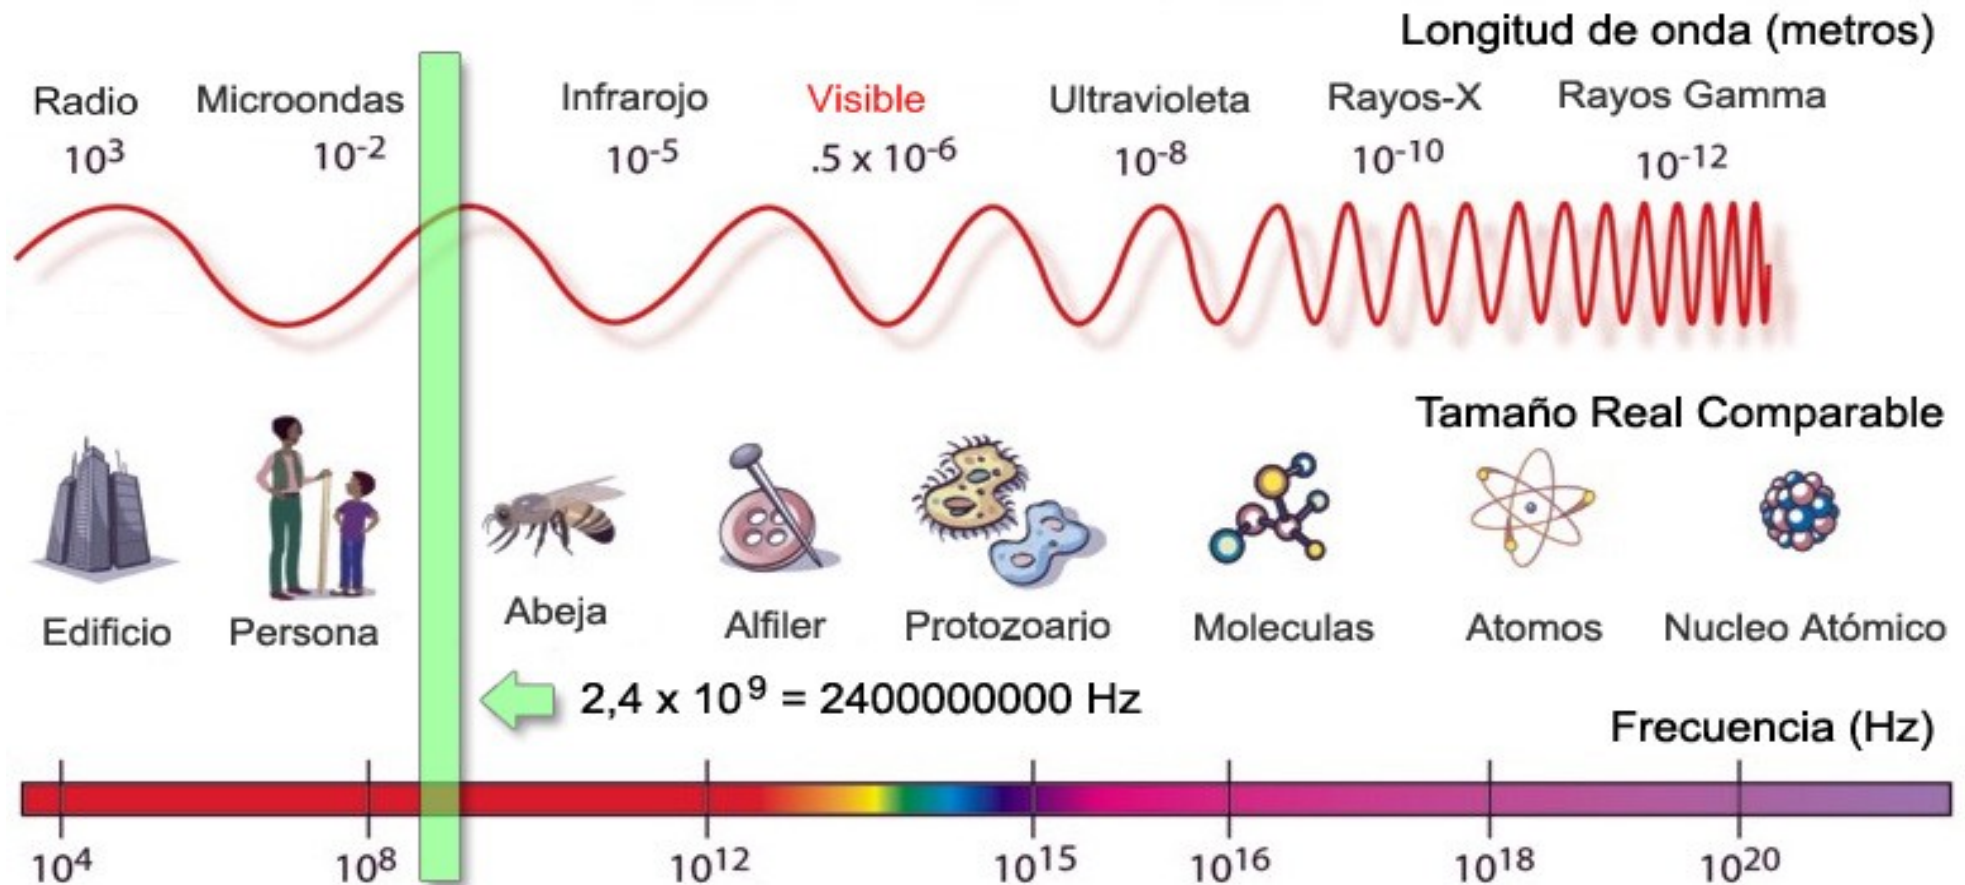 Longitud de onda (metros)
Radio Microondas Infrarojo Visible Ultravioleta Rayos-X Rayos Gamma
10³ 10⁻² 10⁻⁵ .5 x 10⁻⁶ 10⁻⁸ 10⁻¹⁰ 10⁻¹²
Tamaño Real Comparable
Edificio Persona Abeja Alfiler Protozoario Moleculas Atomos Nucleo Atómico
2,4 x 10⁹ = 2400000000 Hz
Frecuencia (Hz)
10⁴ 10⁸ 10¹² 10¹⁵ 10¹⁶ 10¹⁸ 10²⁰